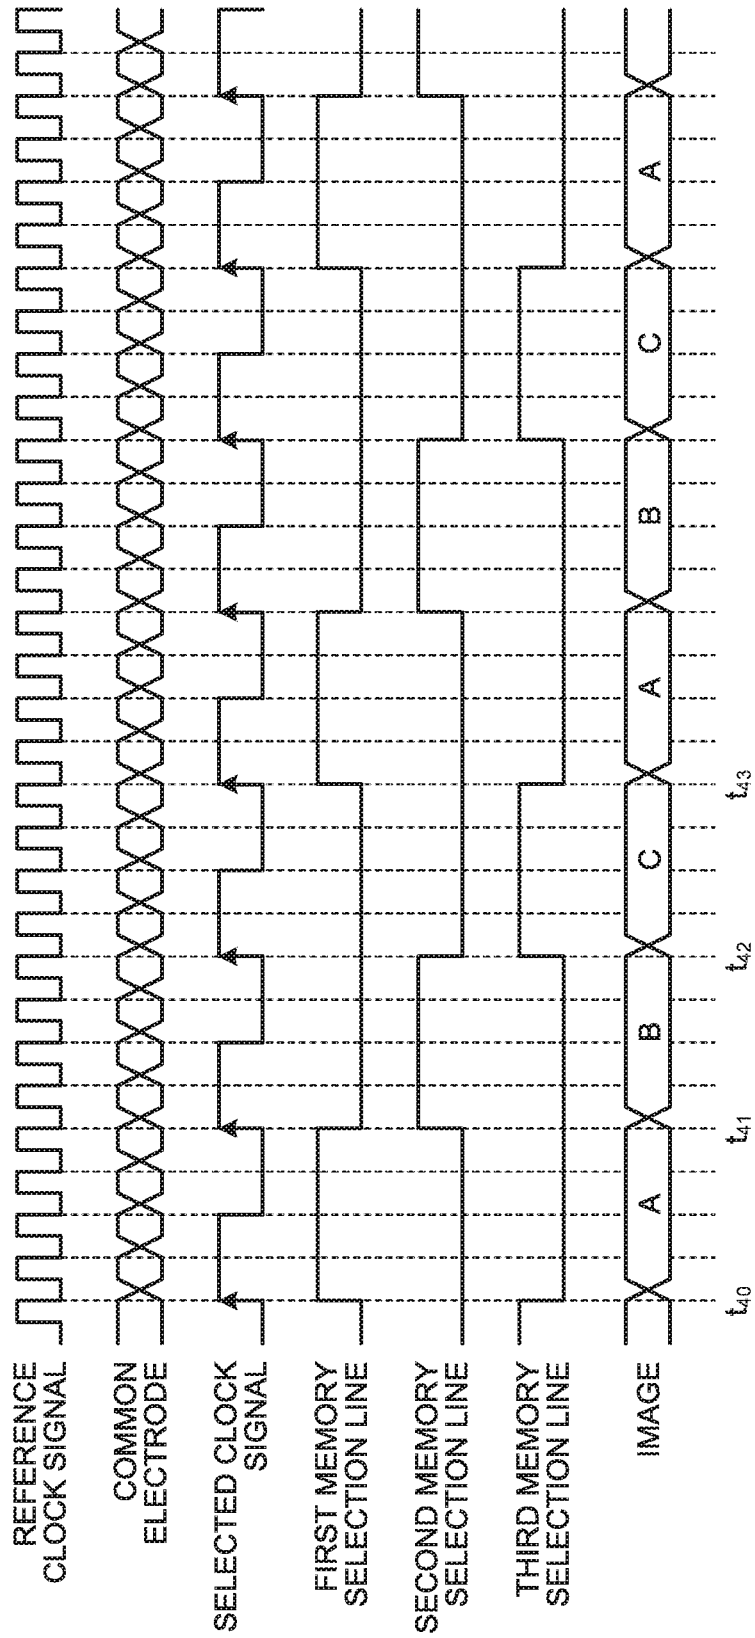 REFERENCE
CLOCK SIGNAL
COMMON
ELECTRODE
SELECTED CLOCK
SIGNAL
FIRST MEMORY
SELECTION LINE
SECOND MEMORY
SELECTION LINE
THIRD MEMORY
SELECTION LINE
IMAGE
A
B
C
A
B
C
A
t40
t41
t42
t43